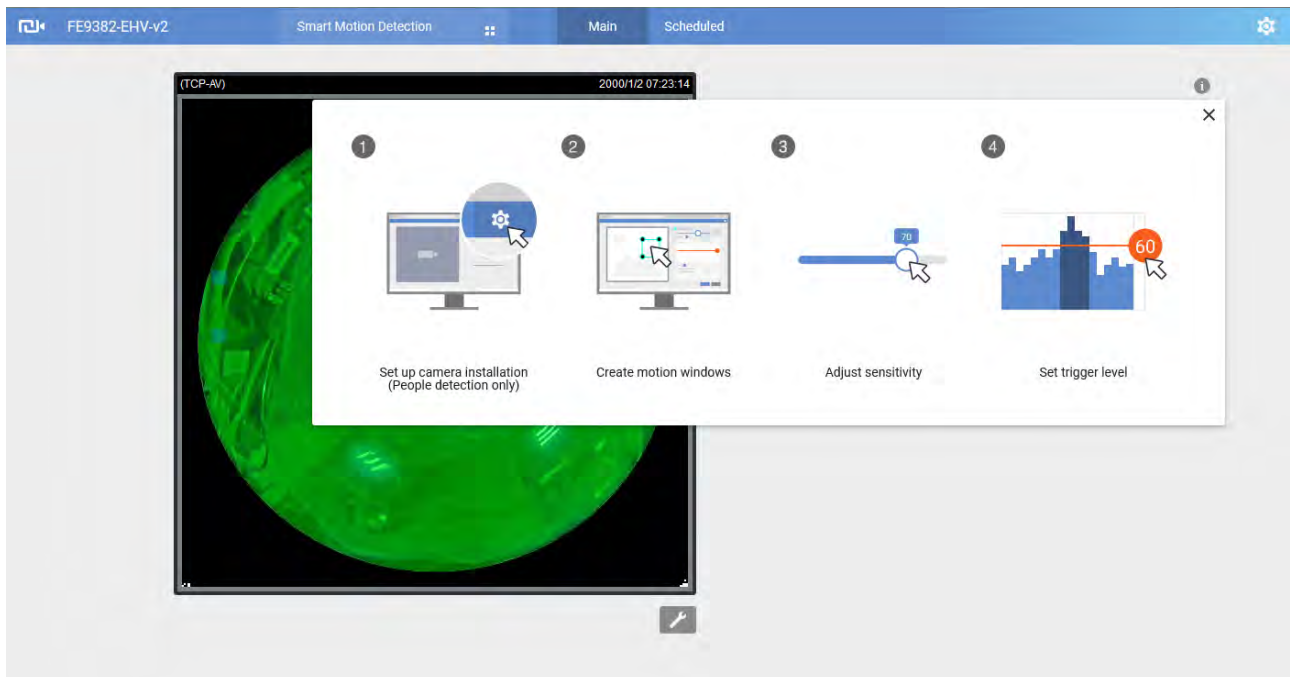 FE9382-EHV-v2 Smart Motion Detection Main Scheduled
(TCP-AV) 2000/1/2 07:23:14
1 2 3 4
70
60
Set up camera installation
(People detection only)
Create motion windows
Adjust sensitivity
Set trigger level